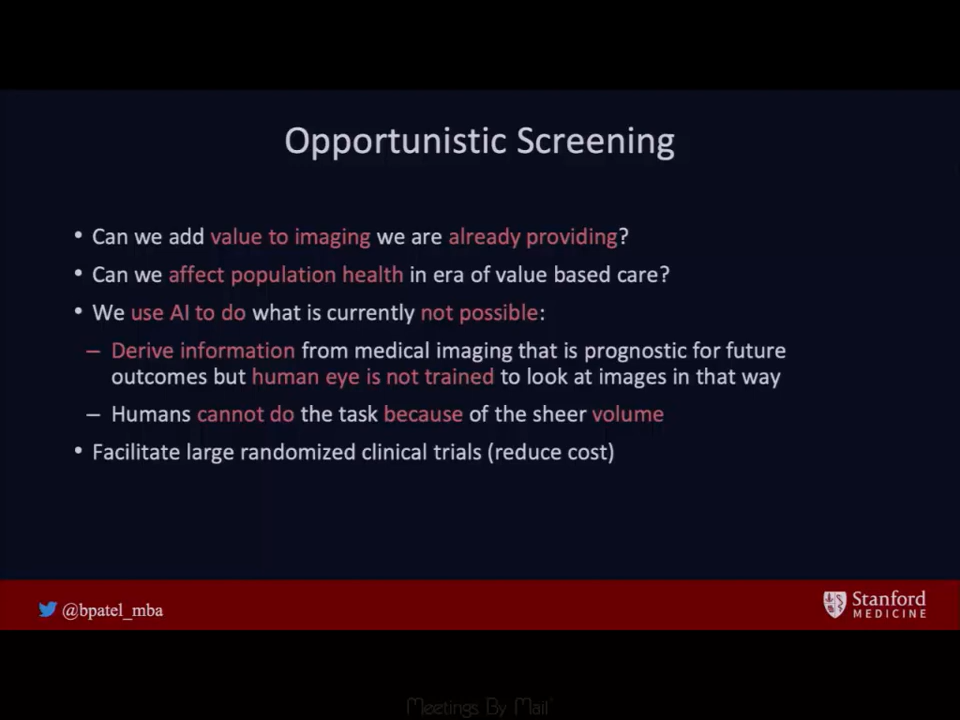 Opportunistic Screening
• Can we add value to imaging we are already providing?
• Can we affect population health in era of value based care?
• We use AI to do what is currently not possible:
– Derive information from medical imaging that is prognostic for future
outcomes but human eye is not trained to look at images in that way
– Humans cannot do the task because of the sheer volume
• Facilitate large randomized clinical trials (reduce cost)
@bpatel_mba
Stanford
MEDICINE
Meetings By Mail